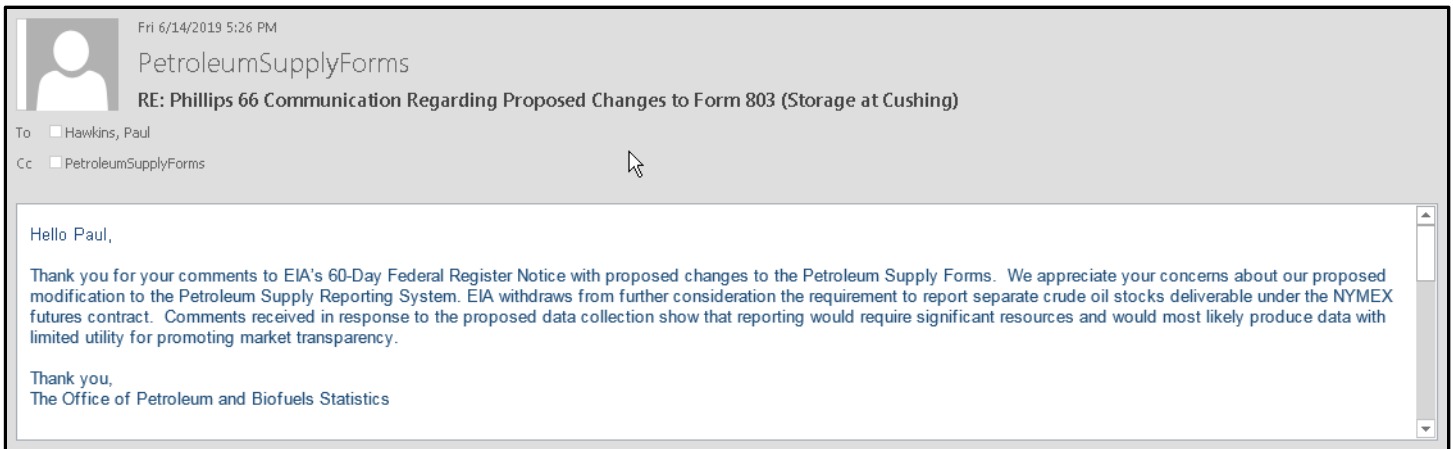 Fri 6/14/2019 5:26 PM
PetroleumSupplyForms
RE: Phillips 66 Communication Regarding Proposed Changes to Form 803 (Storage at Cushing)
To Hawkins, Paul
Cc PetroleumSupplyForms
Hello Paul,
Thank you for your comments to EIA's 60-Day Federal Register Notice with proposed changes to the Petroleum Supply Forms.  We appreciate your concerns about our proposed
modification to the Petroleum Supply Reporting System. EIA withdraws from further consideration the requirement to report separate crude oil stocks deliverable under the NYMEX
futures contract.  Comments received in response to the proposed data collection show that reporting would require significant resources and would most likely produce data with
limited utility for promoting market transparency.
Thank you,
The Office of Petroleum and Biofuels Statistics